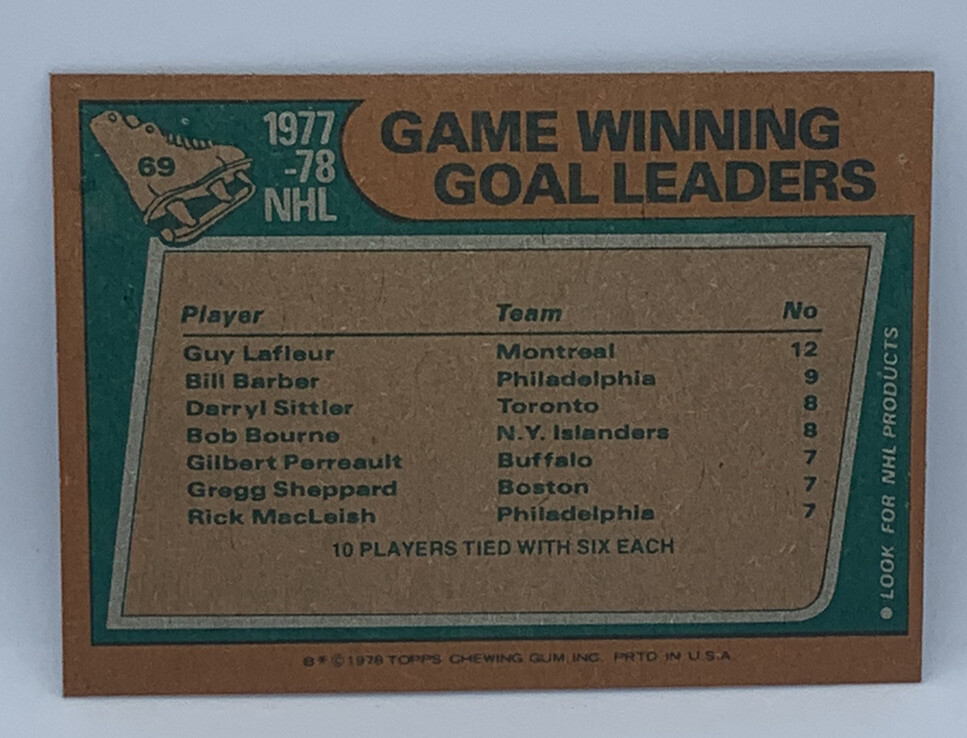 69
1977
-78
NHL
GAME WINNING
GOAL LEADERS
Player Team No
Guy Lafleur Montreal 12
Bill Barber Philadelphia 9
Darryl Sittler Toronto 8
Bob Bourne N.Y. Islanders 8
Gilbert Perreault Buffalo 7
Gregg Sheppard Boston 7
Rick MacLeish Philadelphia 7
10 PLAYERS TIED WITH SIX EACH
● LOOK FOR NHL PRODUCTS
B* © 1978 TOPPS CHEWING GUM, INC. PRTD IN U.S.A.